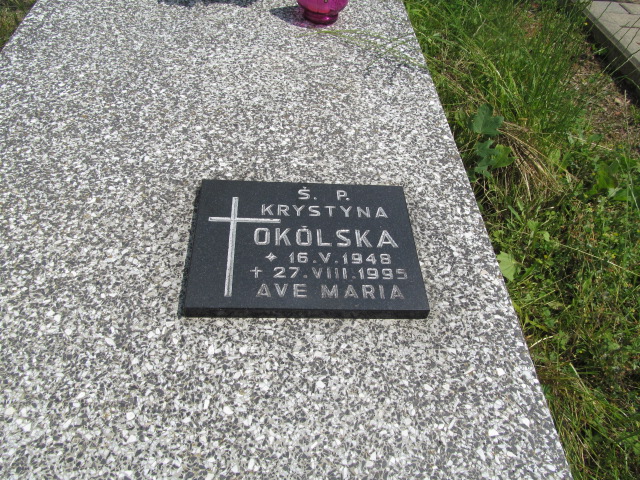 Ś. P.
KRYSTYNA
OKÓLSKA
* 16.V.1948
+ 27.VIII.1995
AVE MARIA